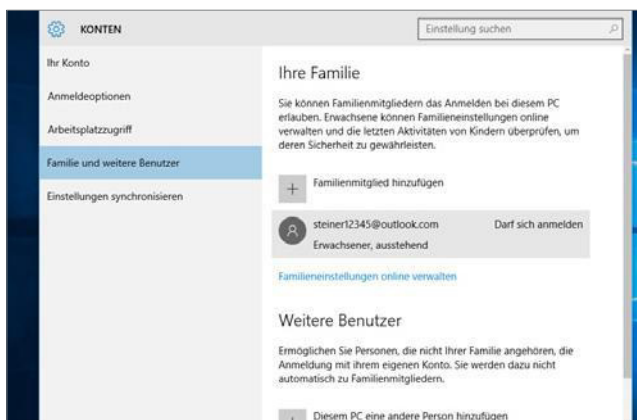 KONTEN
Einstellung suchen
Ihr Konto
Anmeldeoptionen
Arbeitsplatzzugriff
Familie und weitere Benutzer
Einstellungen synchronisieren
Ihre Familie
Sie können Familienmitgliedern das Anmelden bei diesem PC
erlauben. Erwachsene können Familieneinstellungen online
verwalten und die letzten Aktivitäten von Kindern überprüfen, um
deren Sicherheit zu gewährleisten.
Familienmitglied hinzufügen
steiner12345@outlook.com Darf sich anmelden
Erwachsener, ausstehend
Familieneinstellungen online verwalten
Weitere Benutzer
Ermöglichen Sie Personen, die nicht Ihrer Familie angehören, die
Anmeldung mit ihrem eigenen Konto. Sie werden dazu nicht
automatisch zu Familienmitgliedern.
Diesem PC eine andere Person hinzufügen